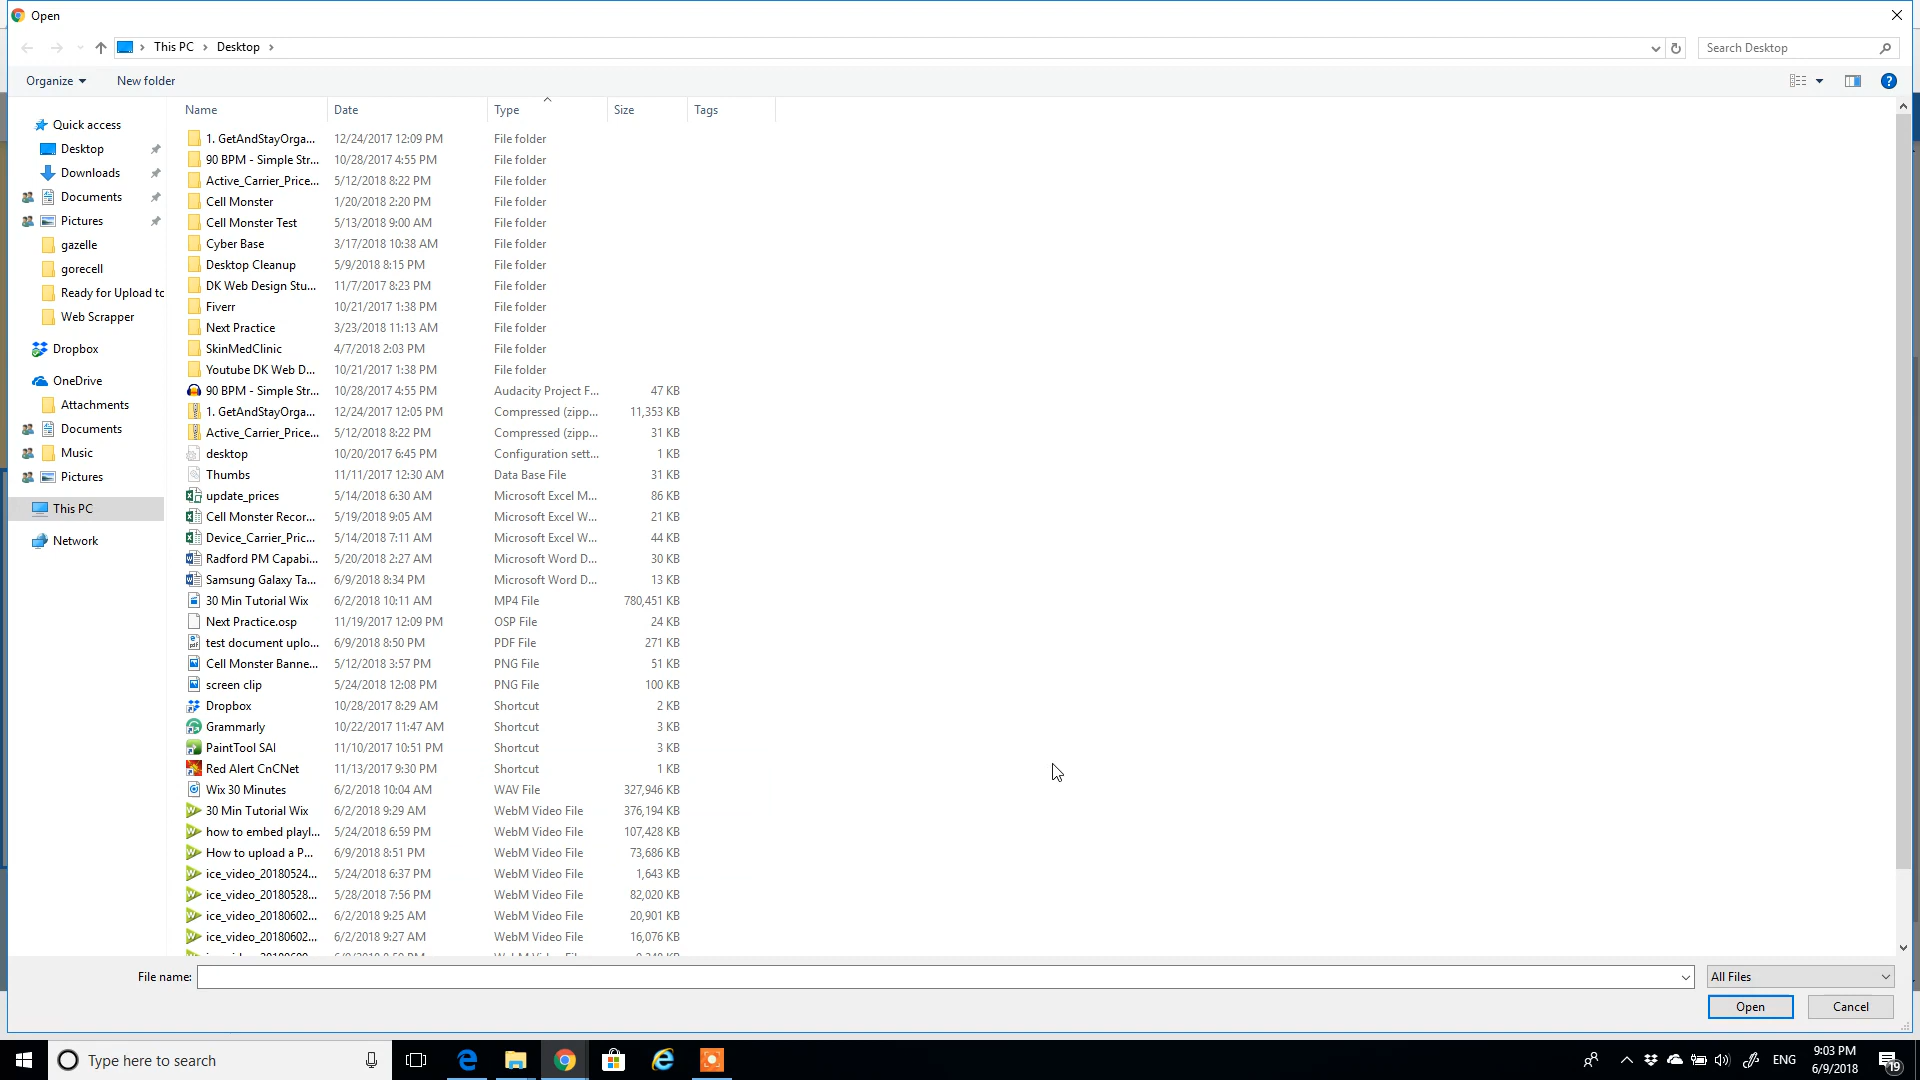 Open
This PC
Desktop
Search Desktop
Organize
New folder
Name Date Type Size Tags
Quick access
Desktop
Downloads
Documents
Pictures
gazelle
gorecell
Ready for Upload to
Web Scrapper
Dropbox
OneDrive
Attachments
Documents
Music
Pictures
This PC
Network
1. GetAndStayOrga... 12/24/2017 12:09 PM File folder
90 BPM - Simple Str... 10/28/2017 4:55 PM File folder
Active_Carrier_Price... 5/12/2018 8:22 PM File folder
Cell Monster 1/20/2018 2:20 PM File folder
Cell Monster Test 5/13/2018 9:00 AM File folder
Cyber Base 3/17/2018 10:38 AM File folder
Desktop Cleanup 5/9/2018 8:15 PM File folder
DK Web Design Stu... 11/7/2017 8:23 PM File folder
Fiverr 10/21/2017 1:38 PM File folder
Next Practice 3/23/2018 11:13 AM File folder
SkinMedClinic 4/7/2018 2:03 PM File folder
Youtube DK Web D... 10/21/2017 1:38 PM File folder
90 BPM - Simple Str... 10/28/2017 4:55 PM Audacity Project F... 47 KB
1. GetAndStayOrga... 12/24/2017 12:05 PM Compressed (zipp... 11,353 KB
Active_Carrier_Price... 5/12/2018 8:22 PM Compressed (zipp... 31 KB
desktop 10/20/2017 6:45 PM Configuration sett... 1 KB
Thumbs 11/11/2017 12:30 AM Data Base File 31 KB
update_prices 5/14/2018 6:30 AM Microsoft Excel M... 86 KB
Cell Monster Recor... 5/19/2018 9:05 AM Microsoft Excel W... 21 KB
Device_Carrier_Pric... 5/14/2018 7:11 AM Microsoft Excel W... 44 KB
Radford PM Capabi... 5/20/2018 2:27 AM Microsoft Word D... 30 KB
Samsung Galaxy Ta... 6/9/2018 8:34 PM Microsoft Word D... 13 KB
30 Min Tutorial Wix 6/2/2018 10:11 AM MP4 File 780,451 KB
Next Practice.osp 11/19/2017 12:09 PM OSP File 24 KB
test document uplo... 6/9/2018 8:50 PM PDF File 271 KB
Cell Monster Banne... 5/12/2018 3:57 PM PNG File 51 KB
screen clip 5/24/2018 12:08 PM PNG File 100 KB
Dropbox 10/28/2017 8:29 AM Shortcut 2 KB
Grammarly 10/22/2017 11:47 AM Shortcut 3 KB
PaintTool SAI 11/10/2017 10:51 PM Shortcut 3 KB
Red Alert CnCNet 11/13/2017 9:30 PM Shortcut 1 KB
Wix 30 Minutes 6/2/2018 10:04 AM WAV File 327,946 KB
30 Min Tutorial Wix 6/2/2018 9:29 AM WebM Video File 376,194 KB
how to embed playl... 5/24/2018 6:59 PM WebM Video File 107,428 KB
How to upload a P... 6/9/2018 8:51 PM WebM Video File 73,686 KB
ice_video_20180524... 5/24/2018 6:37 PM WebM Video File 1,643 KB
ice_video_20180528... 5/28/2018 7:56 PM WebM Video File 82,020 KB
ice_video_20180602... 6/2/2018 9:25 AM WebM Video File 20,901 KB
ice_video_20180602... 6/2/2018 9:27 AM WebM Video File 16,076 KB
File name:
All Files
Open
Cancel
Type here to search
ENG
9:03 PM
6/9/2018
19